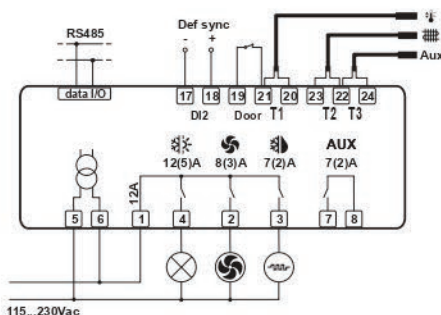 Def sync
RS485
- +
Aux
data I/O
17 18 19 21 20 23 22 24
DI2 Door T1 T2 T3
12(5)A 8(3)A 7(2)A AUX
7(2)A
12A
5 6 1 4 2 3 7 8
115...230Vac